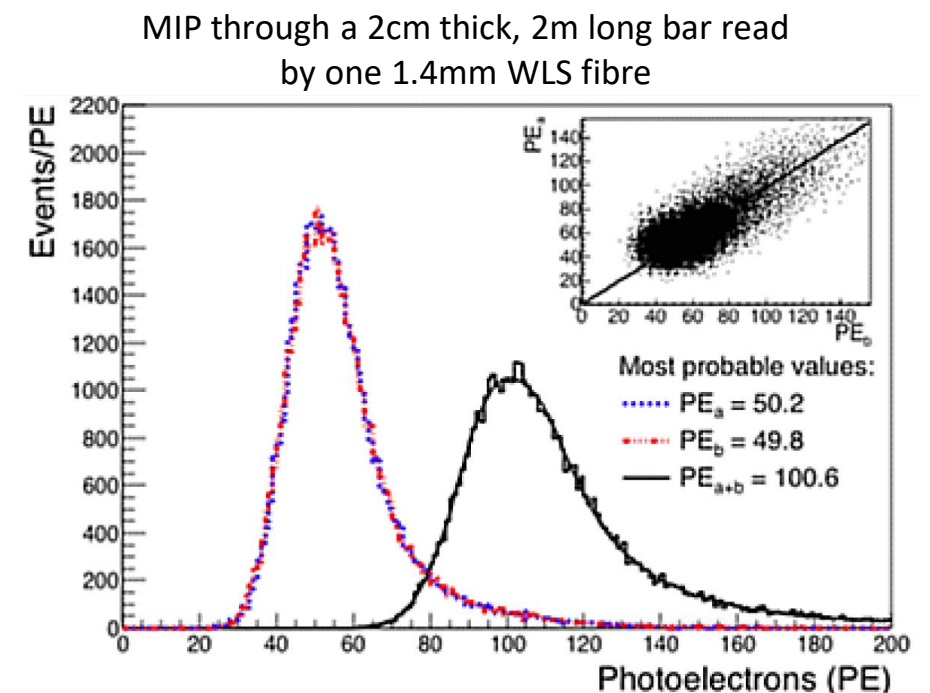 MIP through a 2cm thick, 2m long bar read
by one 1.4mm WLS fibre
Events/PE
2200
2000
1800
1600
1400
1200
1000
800
600
400
200
0
0 20 40 60 80 100 120 140 160 180 200
Photoelectrons (PE)
PEa
140
120
100
80
60
40
20
0
0 20 40 60 80 100 120 140
PEb
Most probable values:
PEa = 50.2
PEb = 49.8
PEa+b = 100.6